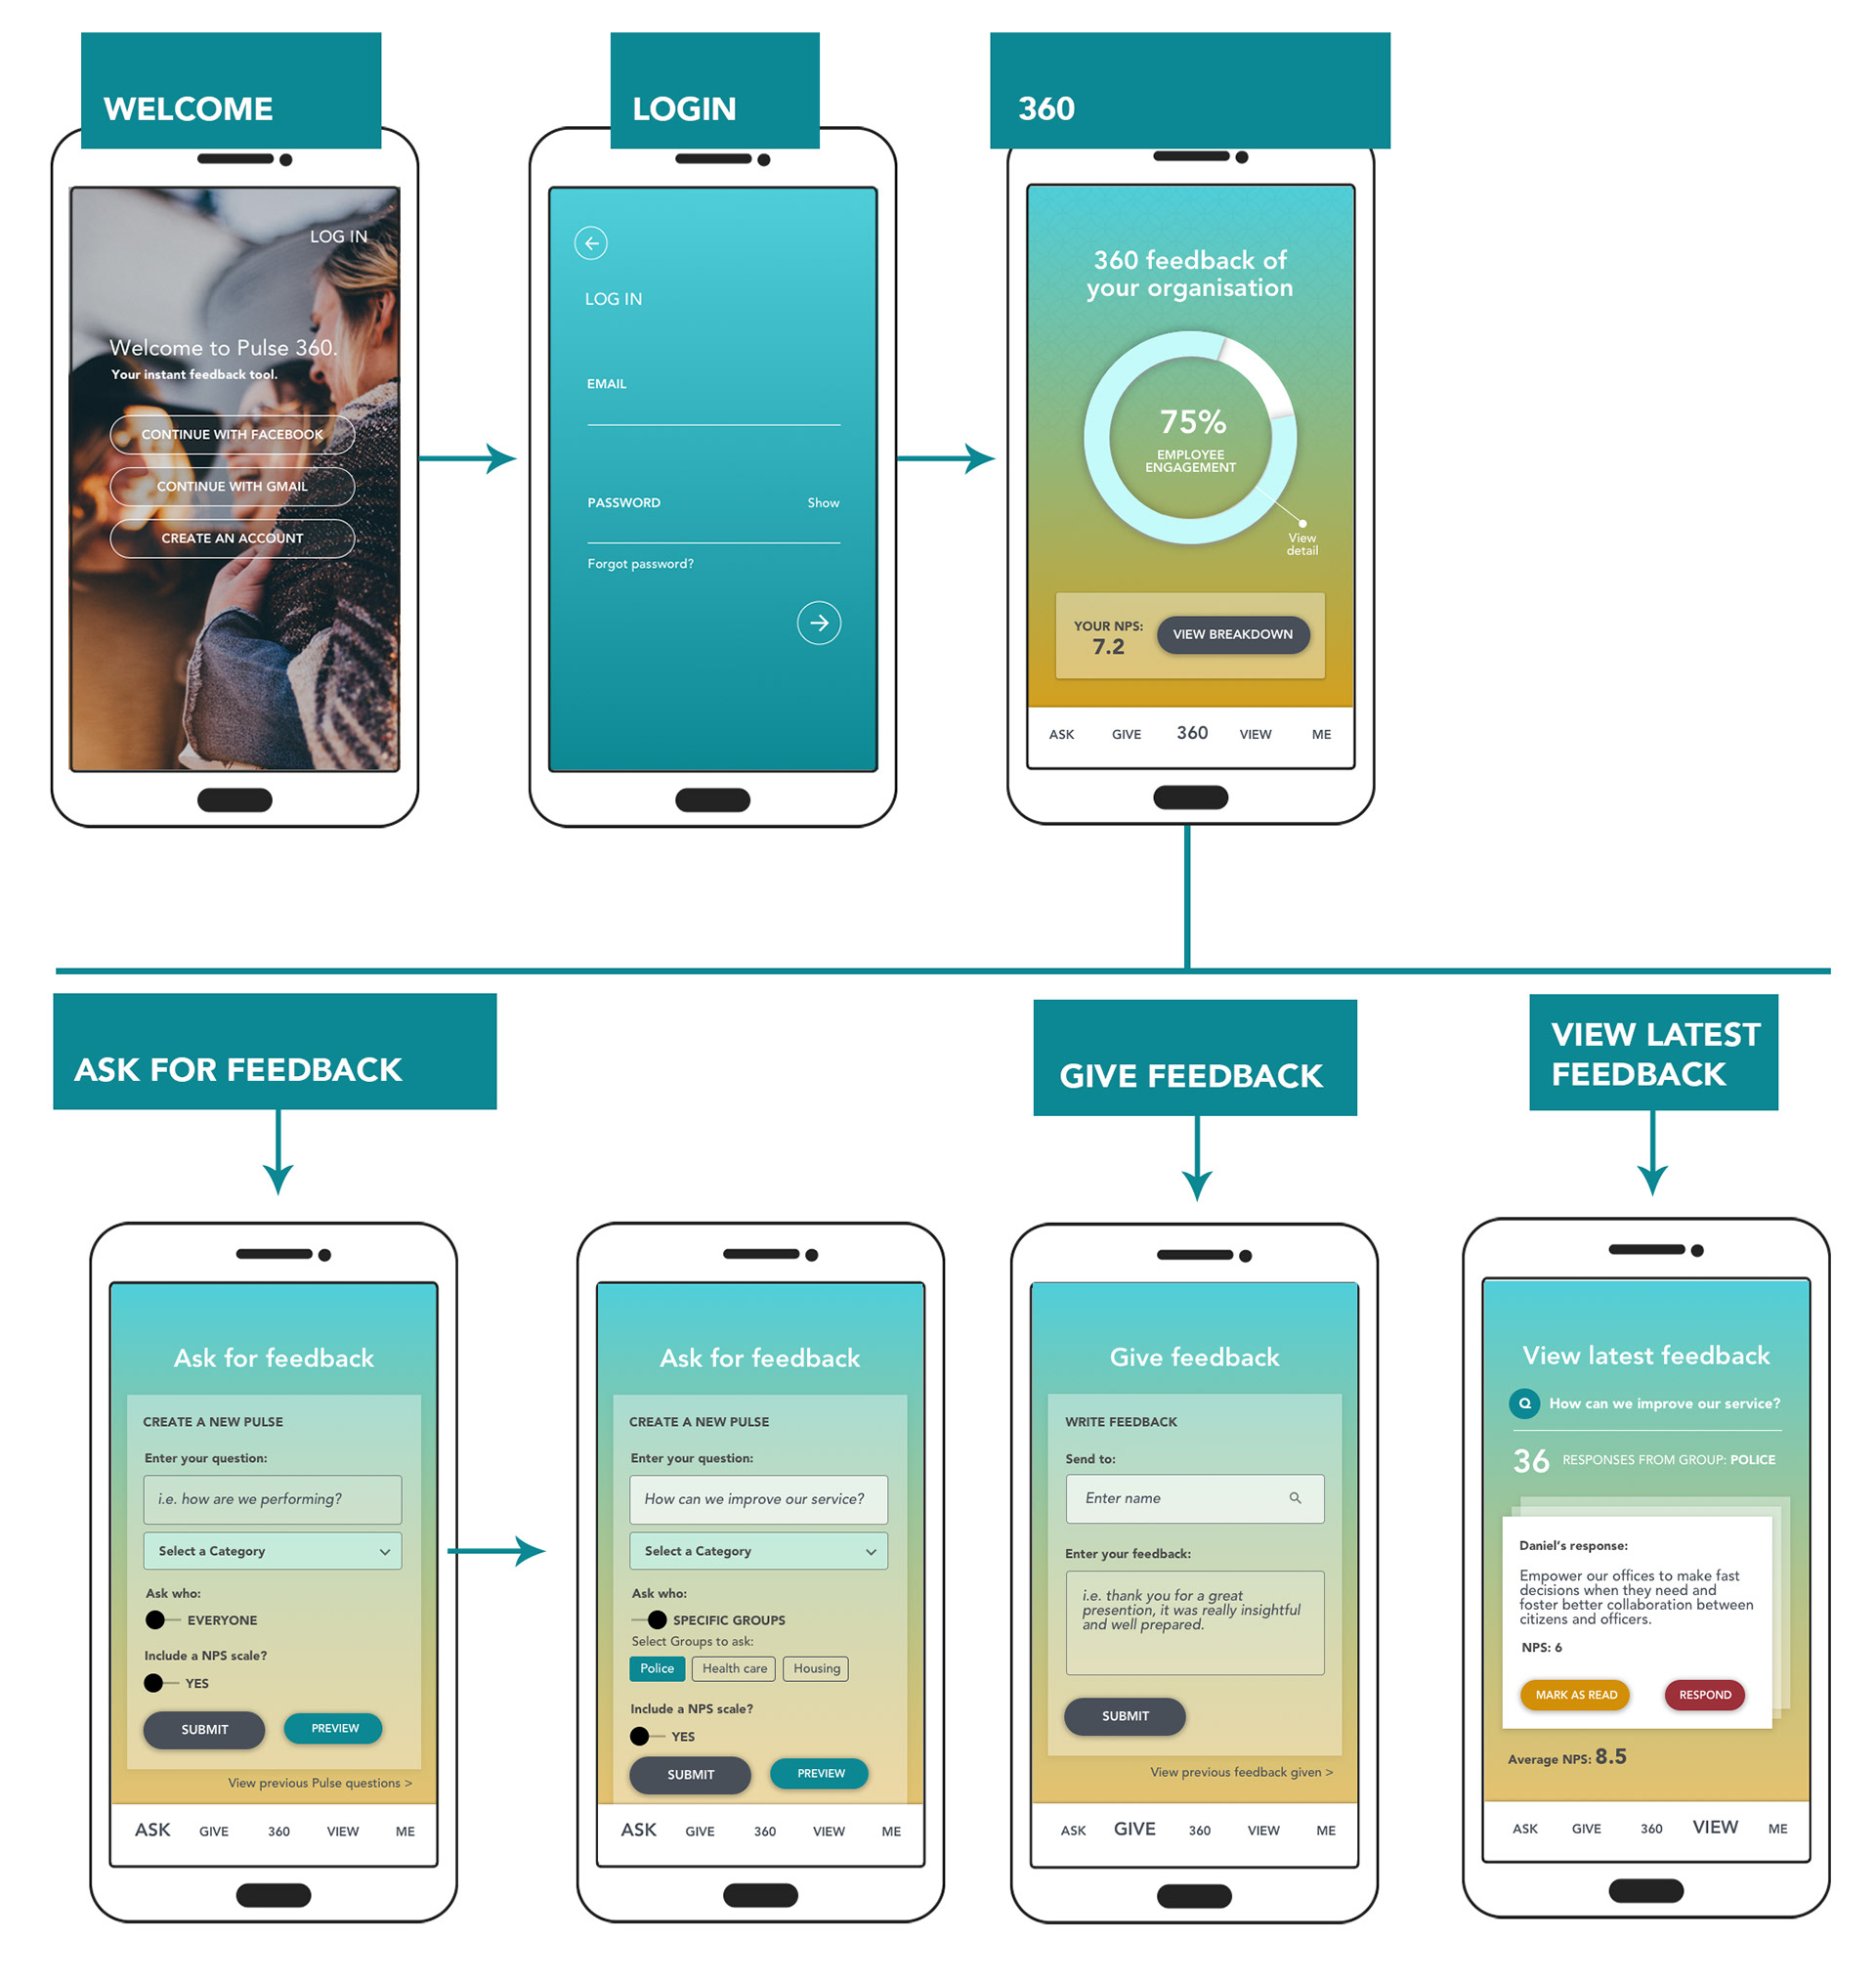 WELCOME
LOG IN
Welcome to Pulse 360.
Your instant feedback tool.
CONTINUE WITH FACEBOOK
CONTINUE WITH GMAIL
CREATE AN ACCOUNT
LOGIN
LOG IN
EMAIL
PASSWORD Show
Forgot password?
360
360 feedback of
your organisation
75%
EMPLOYEE
ENGAGEMENT
View
detail
YOUR NPS:
7.2
VIEW BREAKDOWN
ASK GIVE 360 VIEW ME
ASK FOR FEEDBACK
Ask for feedback
CREATE A NEW PULSE
Enter your question:
i.e. how are we performing?
Select a Category
Ask who:
EVERYONE
Include a NPS scale?
YES
SUBMIT PREVIEW
View previous Pulse questions >
ASK GIVE 360 VIEW ME
Ask for feedback
CREATE A NEW PULSE
Enter your question:
How can we improve our service?
Select a Category
Ask who:
SPECIFIC GROUPS
Select Groups to ask:
Police Health care Housing
Include a NPS scale?
YES
SUBMIT PREVIEW
ASK GIVE 360 VIEW ME
GIVE FEEDBACK
Give feedback
WRITE FEEDBACK
Send to:
Enter name
Enter your feedback:
i.e. thank you for a great
presention, it was really insightful
and well prepared.
SUBMIT
View previous feedback given >
ASK GIVE 360 VIEW ME
VIEW LATEST
FEEDBACK
View latest feedback
Q How can we improve our service?
36 RESPONSES FROM GROUP: POLICE
Daniel's response:
Empower our offices to make fast
decisions when they need and
foster better collaboration between
citizens and officers.
NPS: 6
MARK AS READ RESPOND
Average NPS: 8.5
ASK GIVE 360 VIEW ME